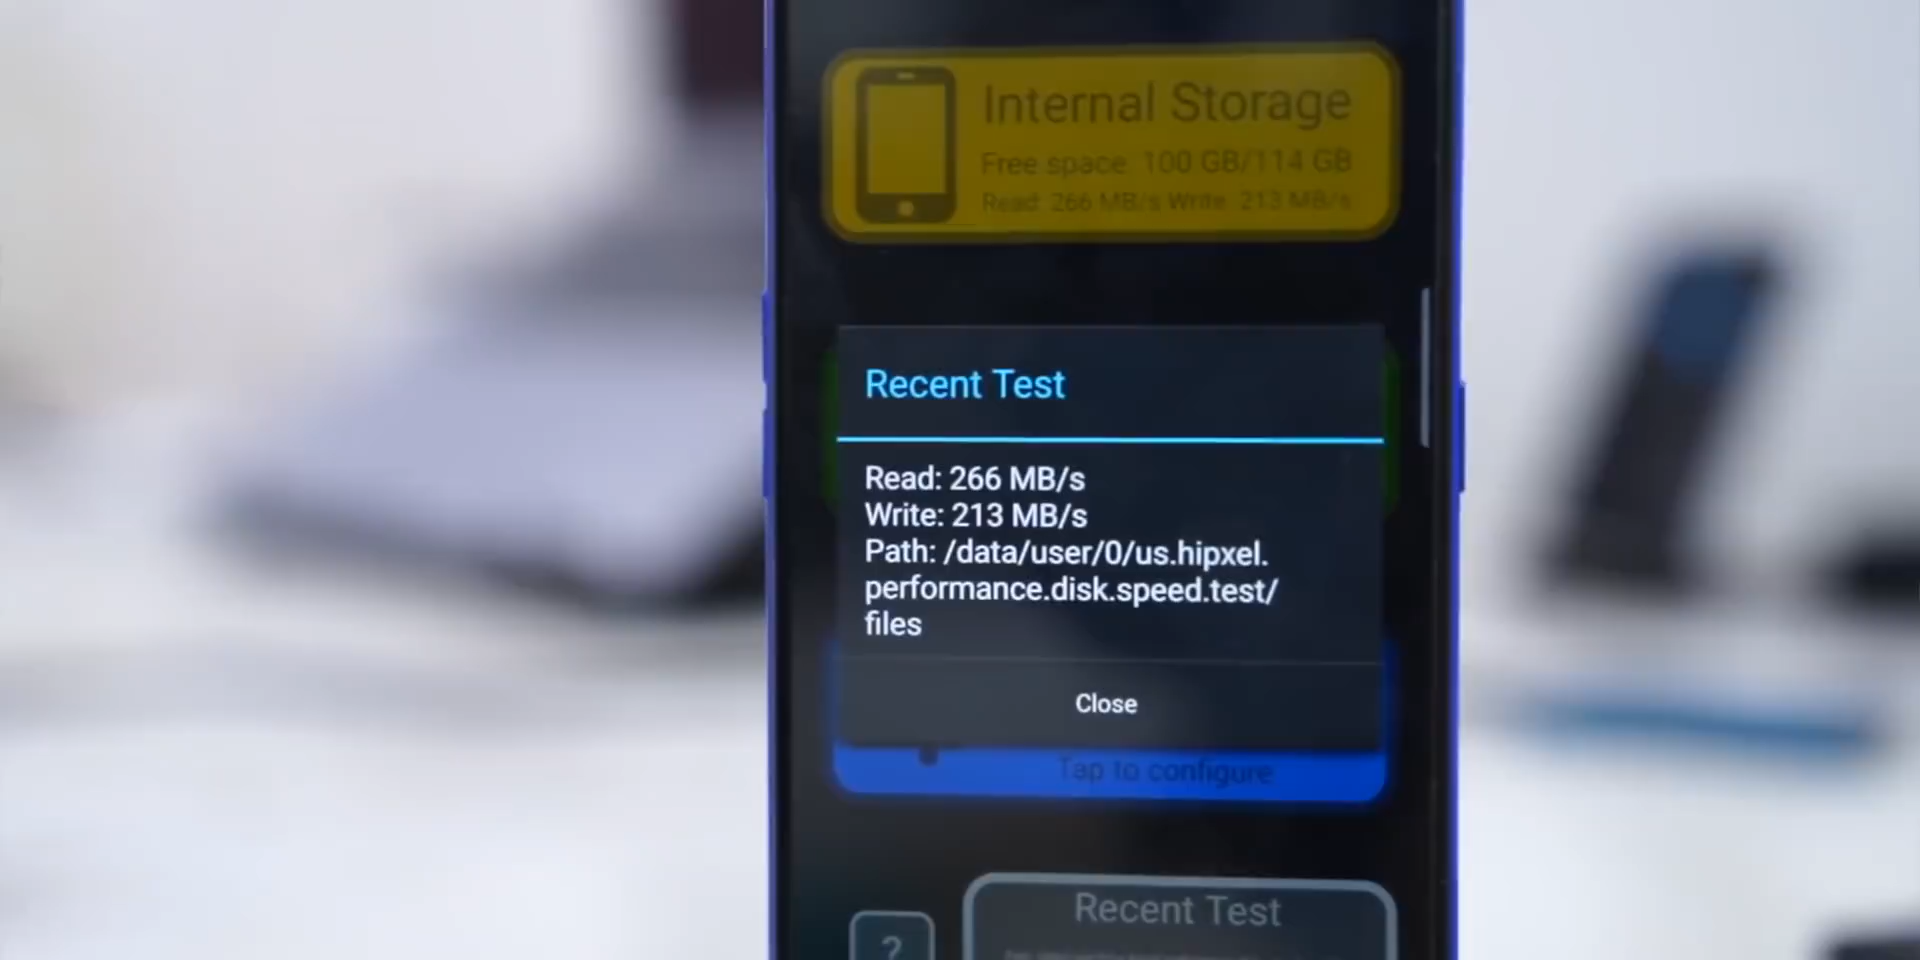 Internal Storage
Free space: 100 GB/114 GB
Read: 266 MB/s Write: 213 MB/s
Recent Test
Read: 266 MB/s
Write: 213 MB/s
Path: /data/user/0/us.hipxel.
performance.disk.speed.test/
files
Close
Tap to configure
Recent Test
?